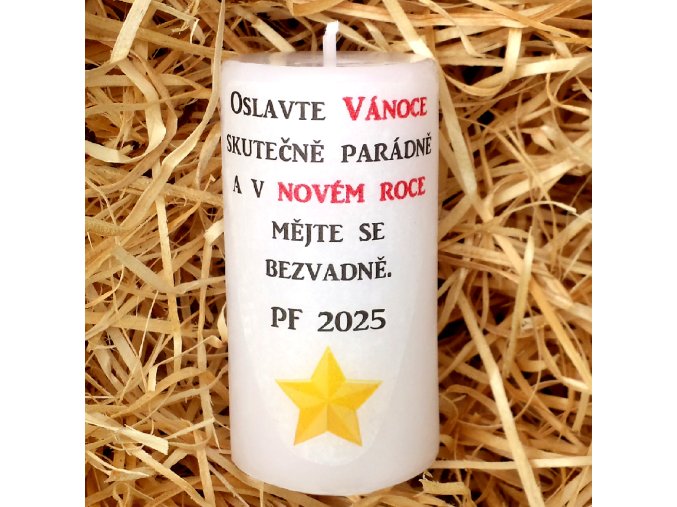 Oslavte Vánoce
skutečně parádně
a v novém roce
mějte se
bezvadně.
PF 2025